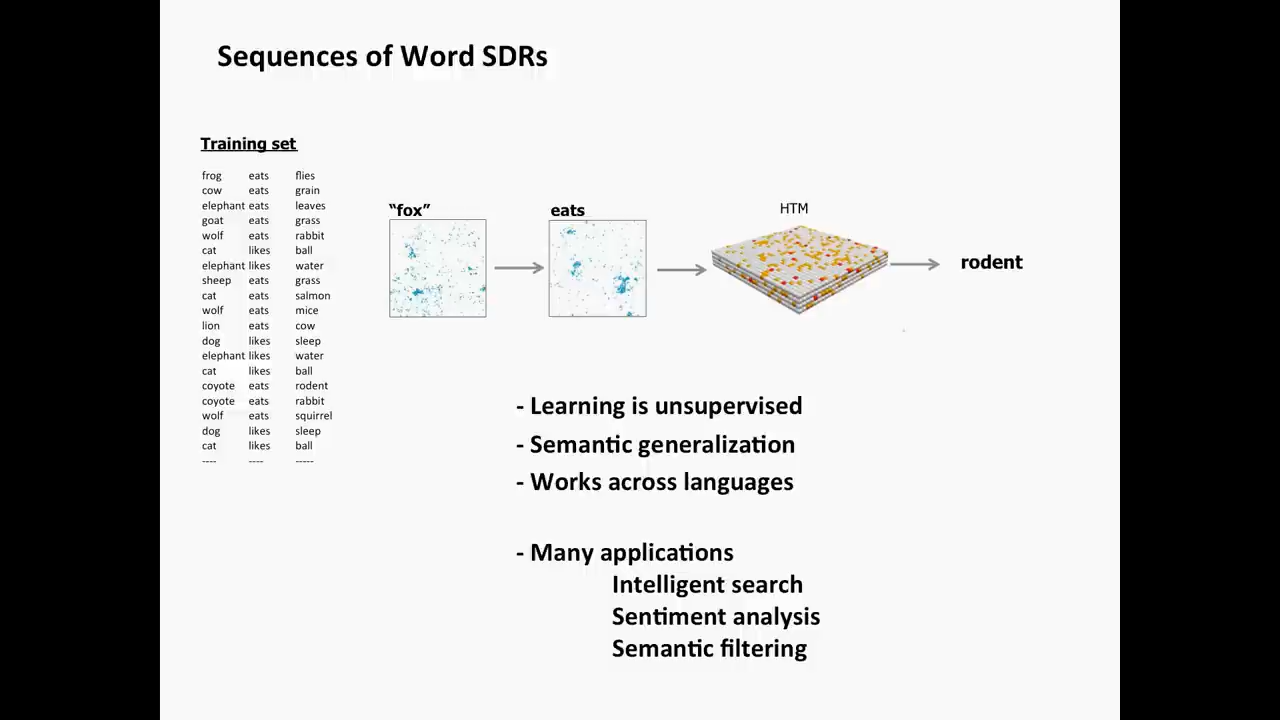 Sequences of Word SDRs
Training set
frog eats flies
cow eats grain
elephant eats leaves
goat eats grass
wolf eats rabbit
cat likes ball
elephant likes water
sheep eats grass
cat eats salmon
wolf eats mice
lion eats cow
dog likes sleep
elephant likes water
cat likes ball
coyote eats rodent
coyote eats rabbit
wolf eats squirrel
dog likes sleep
cat likes ball
---- ---- -----
“fox”
eats
HTM
rodent
- Learning is unsupervised
- Semantic generalization
- Works across languages
- Many applications
Intelligent search
Sentiment analysis
Semantic filtering